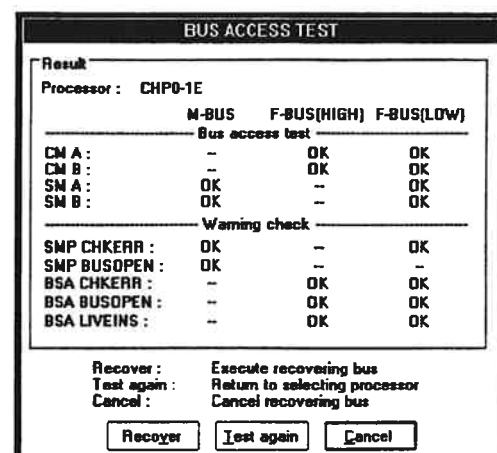 BUS ACCESS TEST
Result
Processor : CHP0-1E
M-BUS F-BUS(HIGH) F-BUS(LOW)
Bus access test
CM A : -- OK OK
CM B : -- OK OK
SM A : OK -- OK
SM B : OK -- OK
Warning check
SMP CHKERR : OK -- OK
SMP BUSOPEN : OK -- --
BSA CHKERR : -- OK OK
BSA BUSOPEN : -- OK OK
BSA LIVEINS : -- OK OK
Recover : Execute recovering bus
Test again : Return to selecting processor
Cancel : Cancel recovering bus
Recover Test again Cancel